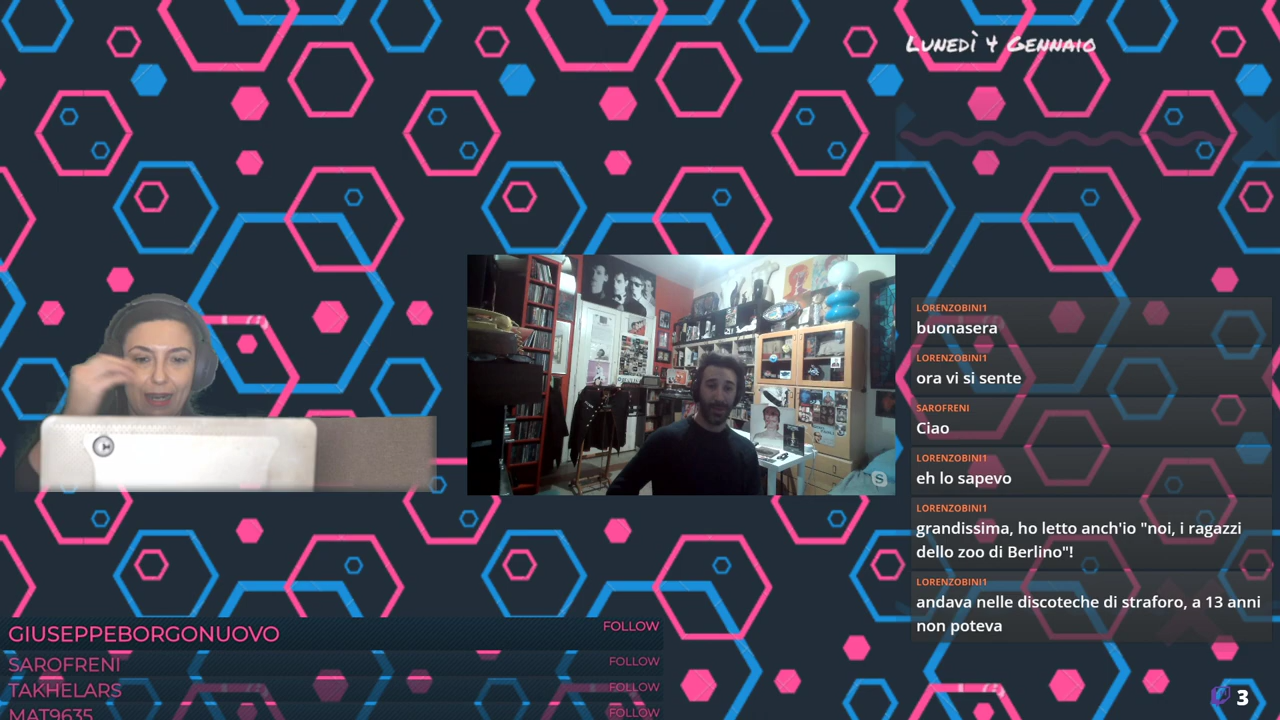 Lunedì 4 Gennaio
LORENZOBINI1
buonasera
LORENZOBINI1
ora vi si sente
SAROFRENI
Ciao
LORENZOBINI1
eh lo sapevo
LORENZOBINI1
grandissima, ho letto anch'io "noi, i ragazzi
dello zoo di Berlino"!
LORENZOBINI1
andava nelle discoteche di straforo, a 13 anni
non poteva
GIUSEPPEBORGONUOVO FOLLOW
SAROFRENI FOLLOW
TAKHELARS FOLLOW
MAT9635 FOLLOW
3